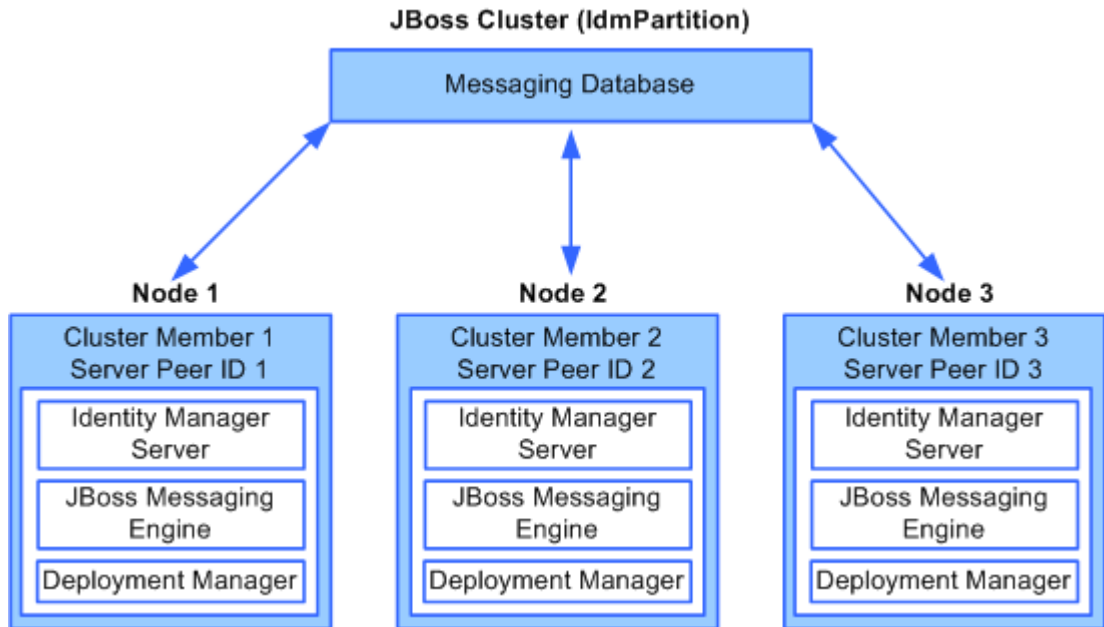 JBoss Cluster (IdmPartition)
Messaging Database
Node 1
Cluster Member 1
Server Peer ID 1
Identity Manager
Server
JBoss Messaging
Engine
Deployment Manager
Node 2
Cluster Member 2
Server Peer ID 2
Identity Manager
Server
JBoss Messaging
Engine
Deployment Manager
Node 3
Cluster Member 3
Server Peer ID 3
Identity Manager
Server
JBoss Messaging
Engine
Deployment Manager